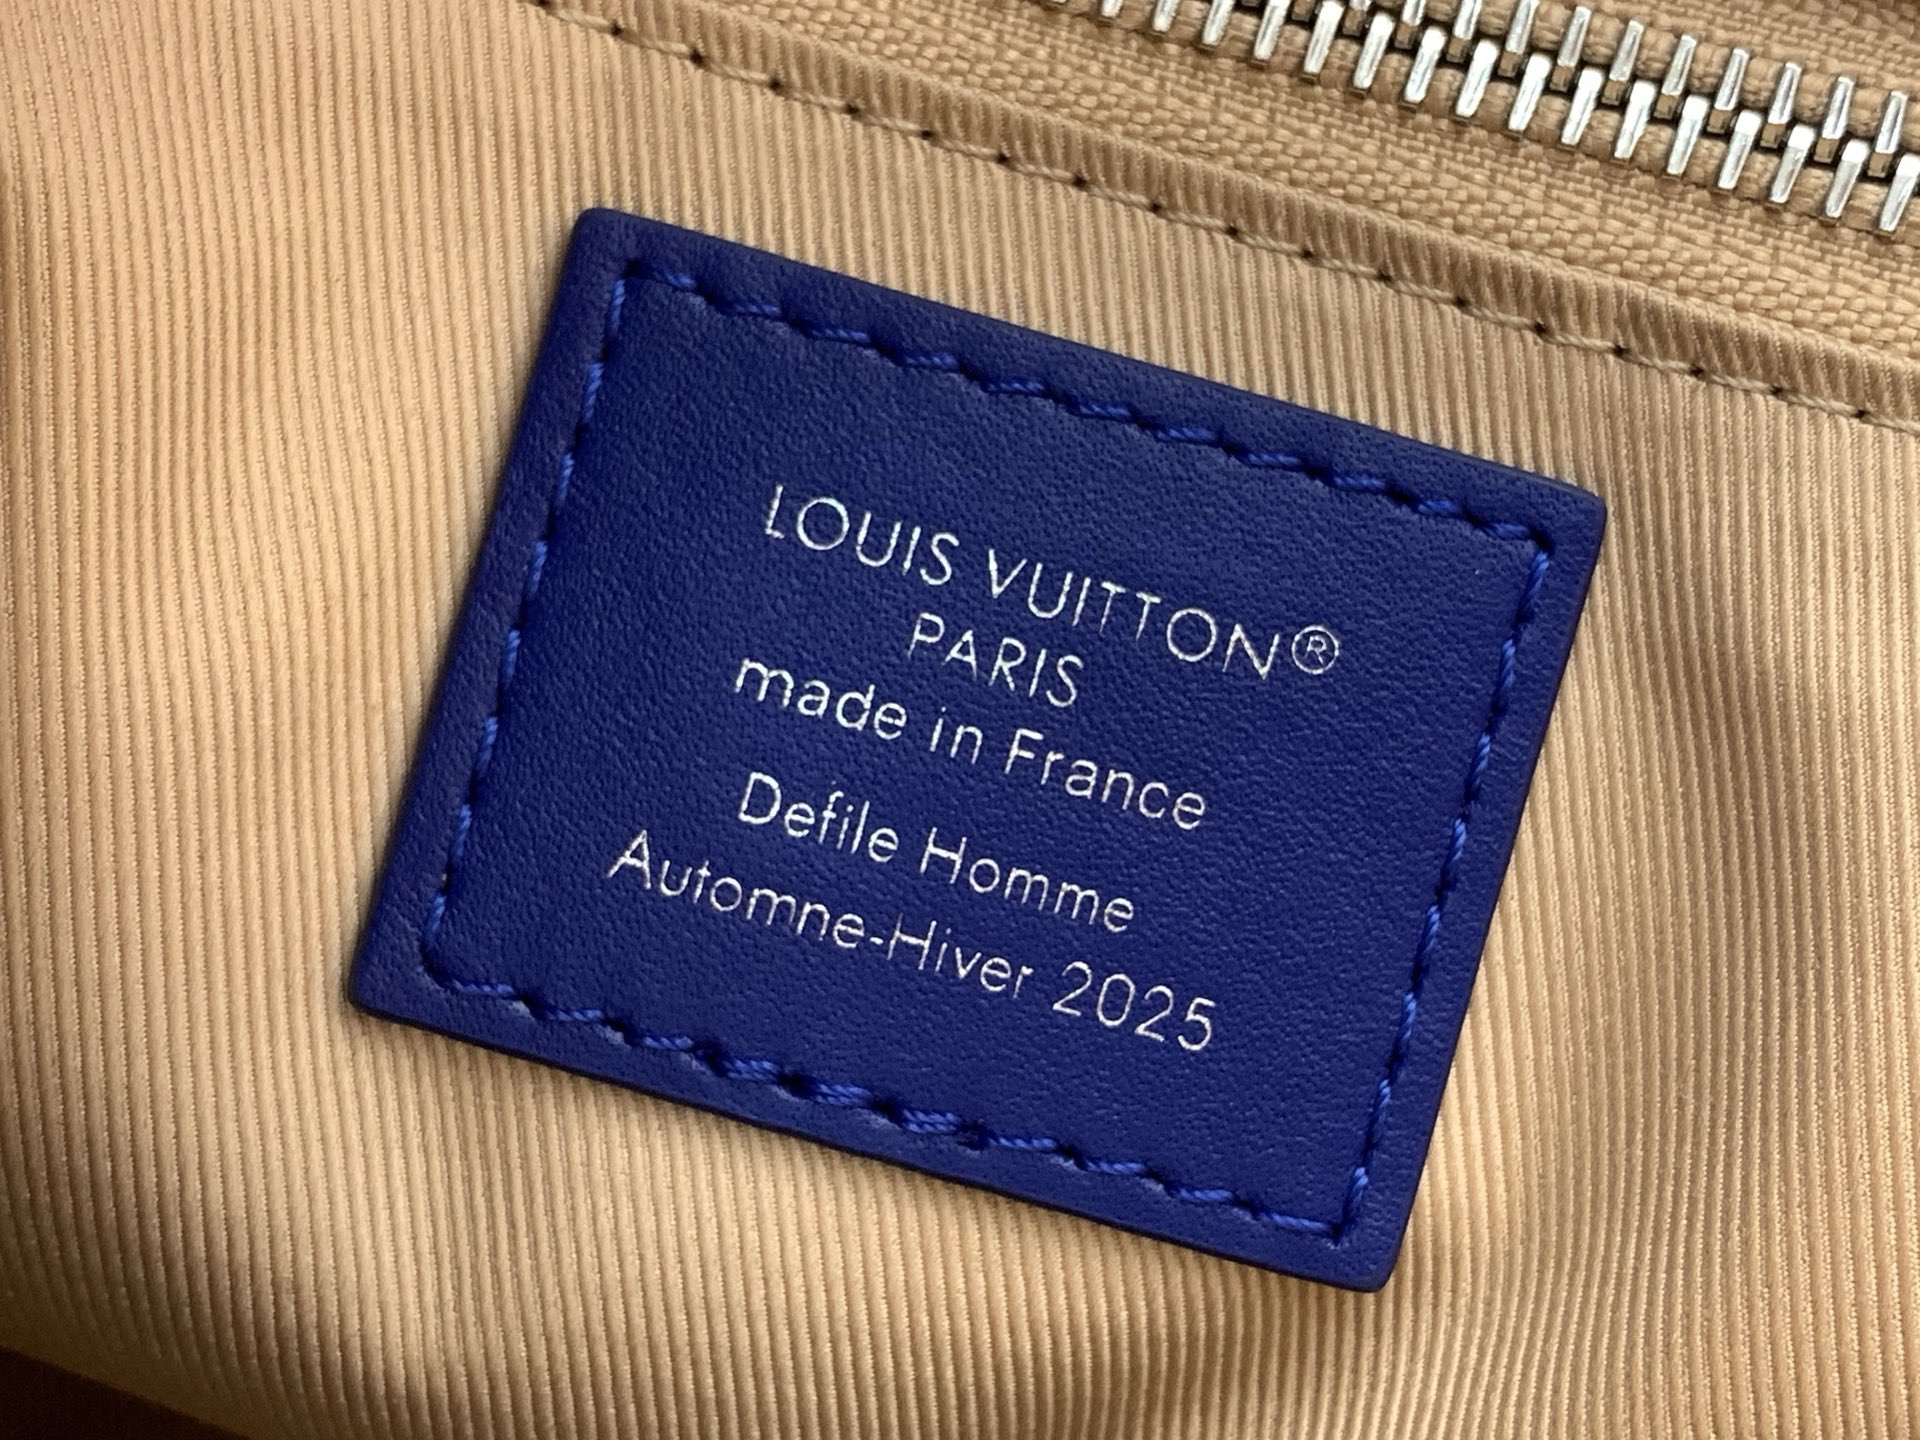 LOUIS VUITTON®
PARIS
made in France
Defile Homme
Automne-Hiver 2025